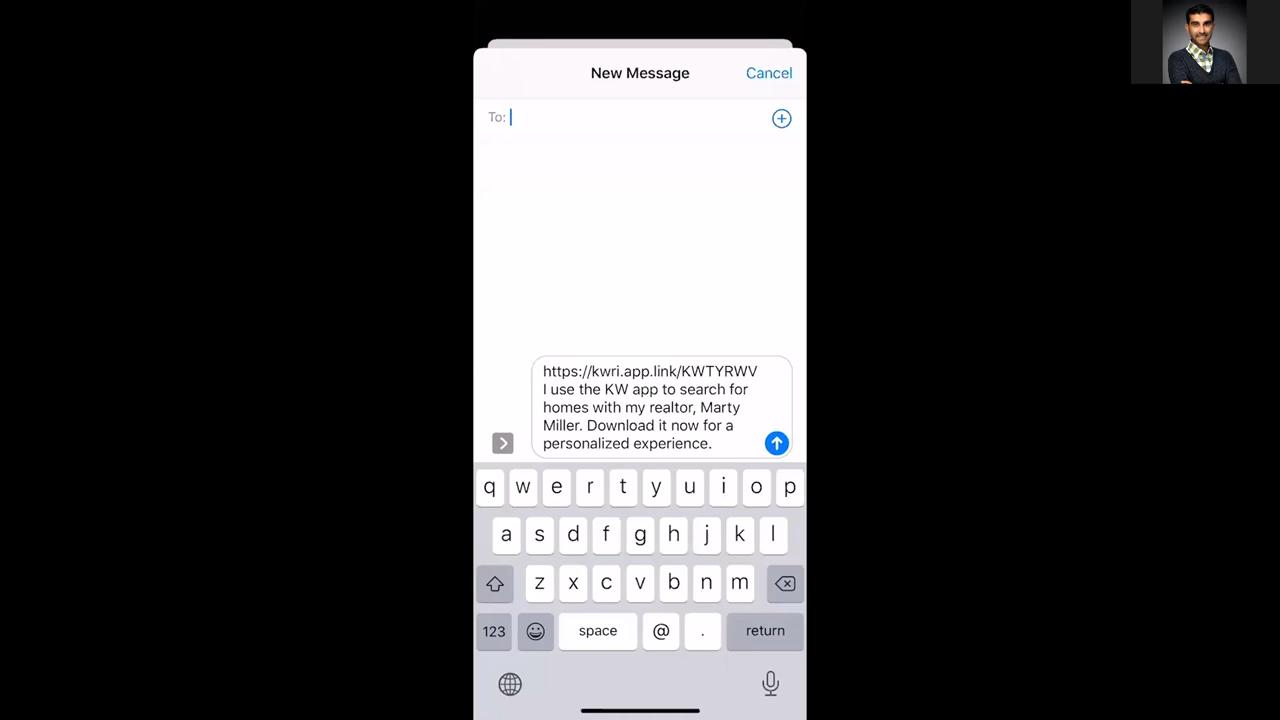 New Message
Cancel
To:
https://kwri.app.link/KWTYRWV
I use the KW app to search for
homes with my realtor, Marty
Miller. Download it now for a
personalized experience.
q w e r t y u i o p
a s d f g h j k l
z x c v b n m
123 space @ . return